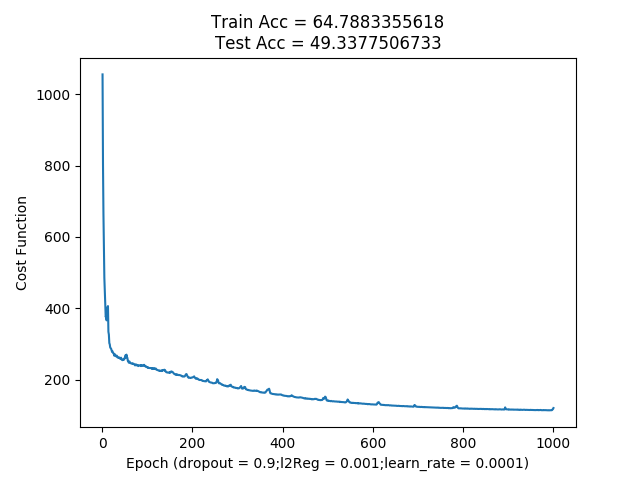 Train Acc = 64.7883355618
Test Acc = 49.3377506733
1000
800
600
400
200
Cost Function
0 200 400 600 800 1000
Epoch (dropout = 0.9;l2Reg = 0.001;learn_rate = 0.0001)